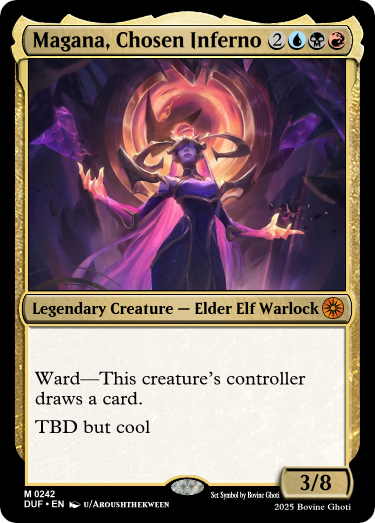 Magana, Chosen Inferno 2
Legendary Creature — Elder Elf Warlock
Ward—This creature's controller
draws a card.
TBD but cool
3/8
M 0242
DUF • EN u/AROUSHTHEKWEEN
Set Symbol by Bovine Ghoti
2025 Bovine Ghoti